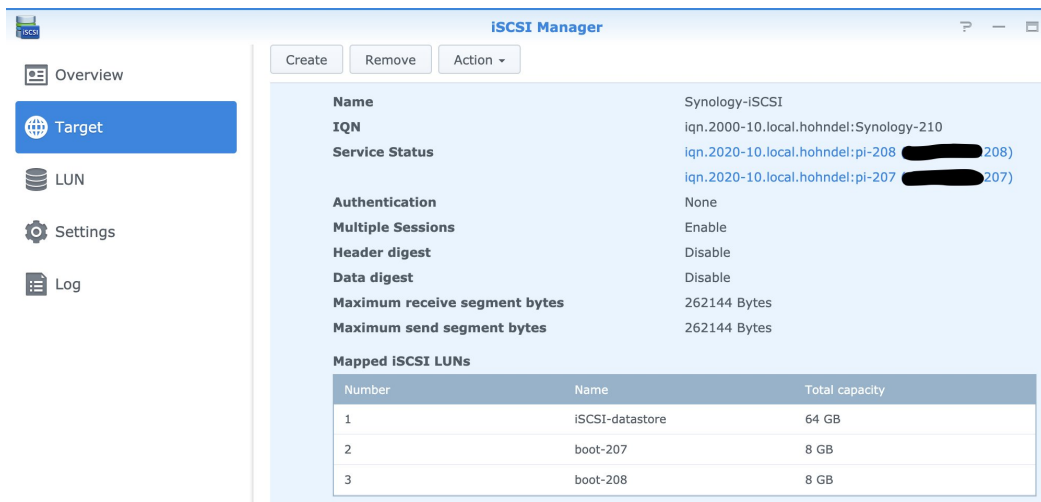 iSCSI
iSCSI Manager
?
Create Remove Action
Overview
Target
LUN
Settings
Log
Name Synology-iSCSI
IQN iqn.2000-10.local.hohndel:Synology-210
Service Status iqn.2020-10.local.hohndel:pi-208 ( 208)
iqn.2020-10.local.hohndel:pi-207 ( 207)
Authentication None
Multiple Sessions Enable
Header digest Disable
Data digest Disable
Maximum receive segment bytes 262144 Bytes
Maximum send segment bytes 262144 Bytes
Mapped iSCSI LUNs
Number Name Total capacity
1 iSCSI-datastore 64 GB
2 boot-207 8 GB
3 boot-208 8 GB